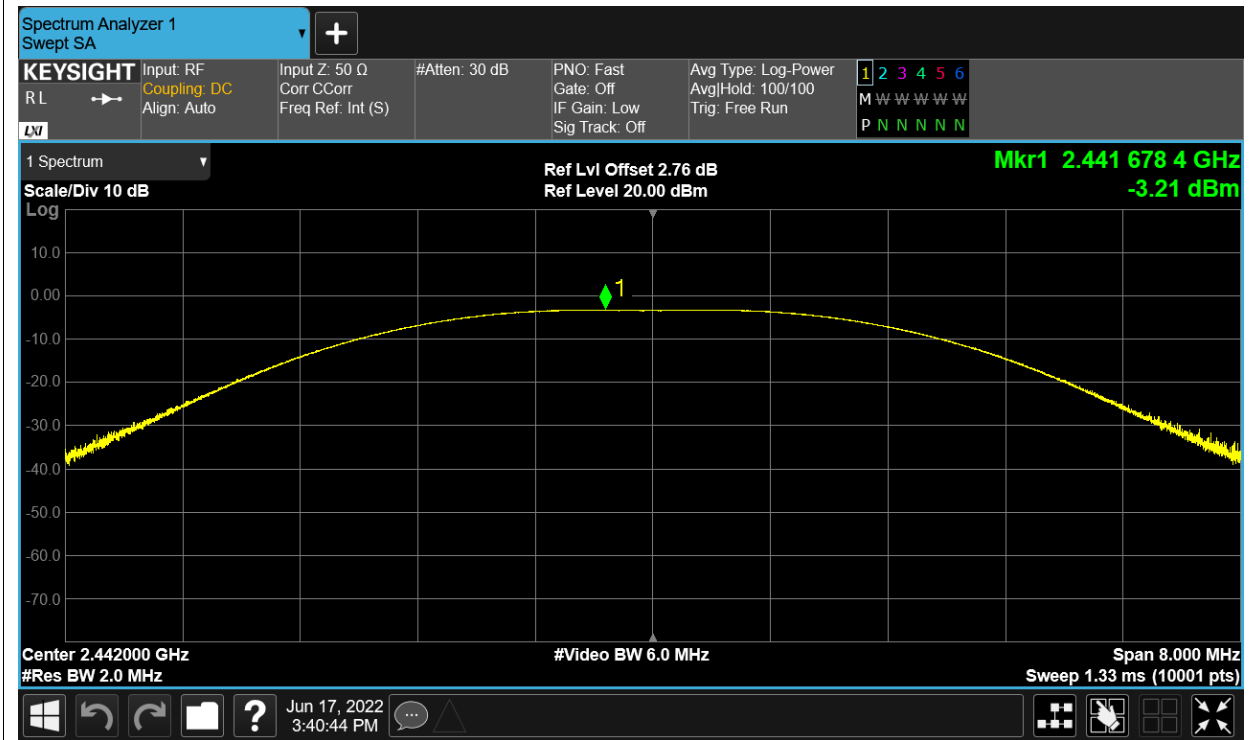 Spectrum Analyzer 1
Swept SA
+
KEYSIGHT
R L
LXI
Input: RF
Coupling: DC
Align: Auto
Input Z: 50 Ω
Corr CCorr
Freq Ref: Int (S)
#Atten: 30 dB
PNO: Fast
Gate: Off
IF Gain: Low
Sig Track: Off
Avg Type: Log-Power
Avg|Hold: 100/100
Trig: Free Run
1 2 3 4 5 6
M W W W W W
P N N N N N
1 Spectrum
Scale/Div 10 dB
Log
Ref Lvl Offset 2.76 dB
Ref Level 20.00 dBm
Mkr1 2.441 678 4 GHz
-3.21 dBm
10.0
0.00
-10.0
-20.0
-30.0
-40.0
-50.0
-60.0
-70.0
1
Center 2.442000 GHz
#Res BW 2.0 MHz
#Video BW 6.0 MHz
Span 8.000 MHz
Sweep 1.33 ms (10001 pts)
?
Jun 17, 2022
3:40:44 PM